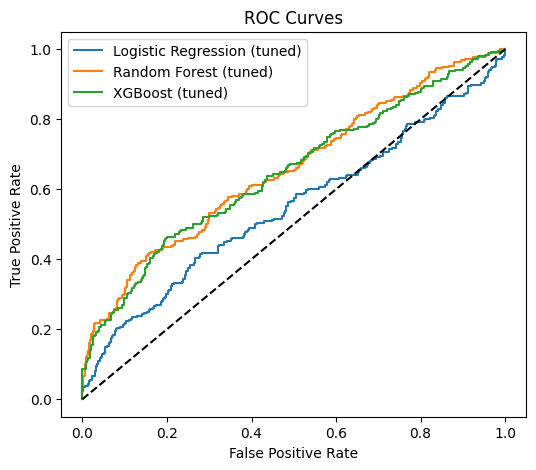 ROC Curves
Logistic Regression (tuned)
Random Forest (tuned)
XGBoost (tuned)
True Positive Rate
1.0
0.8
0.6
0.4
0.2
0.0
0.0 0.2 0.4 0.6 0.8 1.0
False Positive Rate